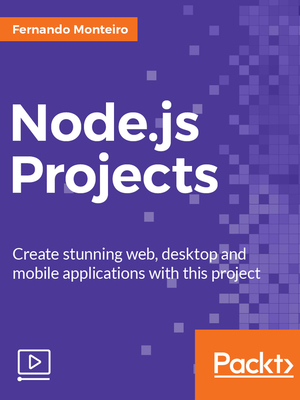 Fernando Monteiro
Node.js
Projects
Create stunning web, desktop and
mobile applications with this project
Packt>